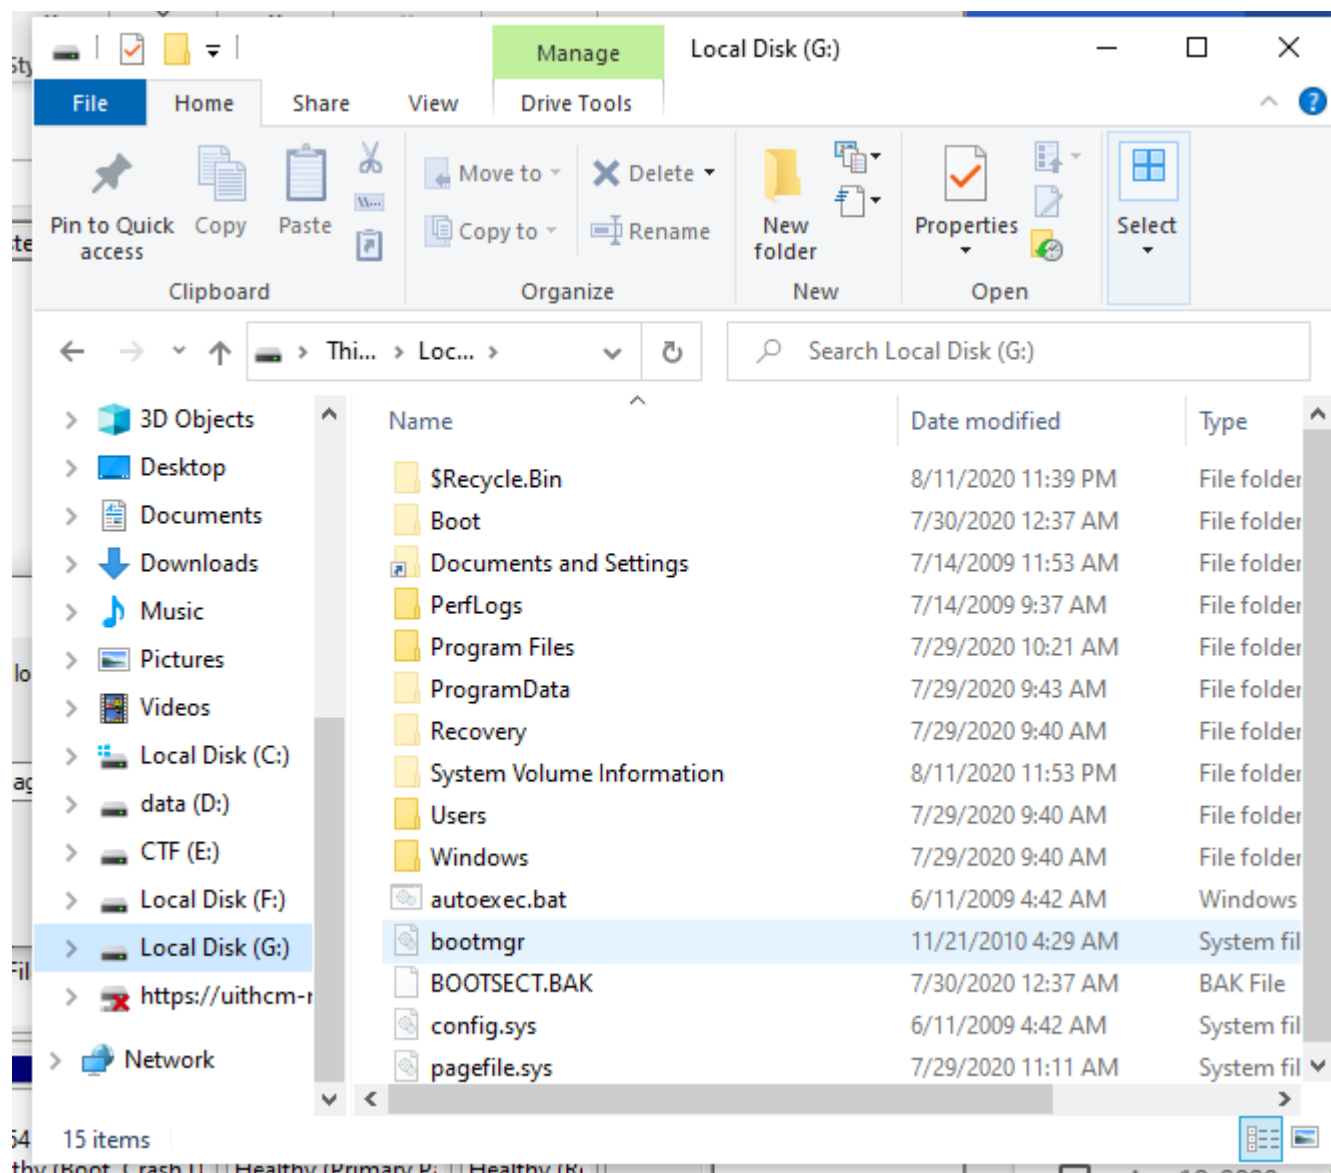 Manage
Local Disk (G:)
File
Home
Share
View
Drive Tools
Pin to Quick access
Copy
Paste
Move to
Copy to
Delete
Rename
New folder
Properties
Select
Clipboard
Organize
New
Open
Thi...
Loc...
Search Local Disk (G:)
3D Objects
Desktop
Documents
Downloads
Music
Pictures
Videos
Local Disk (C:)
data (D:)
CTF (E:)
Local Disk (F:)
Local Disk (G:)
https://uithcm-r
Network
Name Date modified Type
$Recycle.Bin 8/11/2020 11:39 PM File folder
Boot 7/30/2020 12:37 AM File folder
Documents and Settings 7/14/2009 11:53 AM File folder
PerfLogs 7/14/2009 9:37 AM File folder
Program Files 7/29/2020 10:21 AM File folder
ProgramData 7/29/2020 9:43 AM File folder
Recovery 7/29/2020 9:40 AM File folder
System Volume Information 8/11/2020 11:53 PM File folder
Users 7/29/2020 9:40 AM File folder
Windows 7/29/2020 9:40 AM File folder
autoexec.bat 6/11/2009 4:42 AM Windows
bootmgr 11/21/2010 4:29 AM System fil
BOOTSECT.BAK 7/30/2020 12:37 AM BAK File
config.sys 6/11/2009 4:42 AM System fil
pagefile.sys 7/29/2020 11:11 AM System fil
15 items